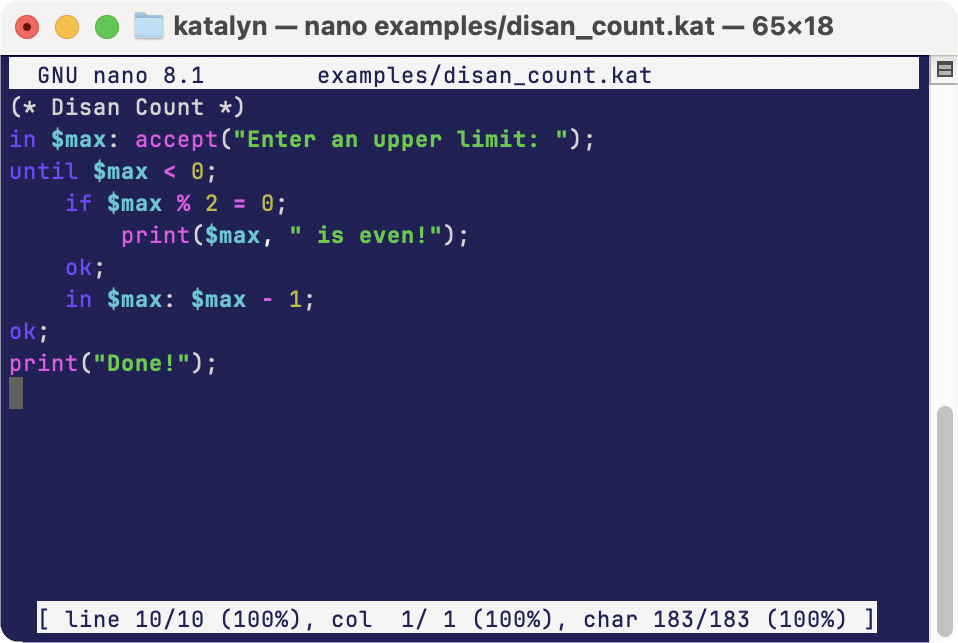 katalyn — nano examples/disan_count.kat — 65×18
GNU nano 8.1 examples/disan_count.kat
(* Disan Count *)
in $max: accept("Enter an upper limit: ");
until $max < 0;
    if $max % 2 = 0;
        print($max, " is even!");
    ok;
    in $max: $max - 1;
ok;
print("Done!");
[ line 10/10 (100%), col  1/ 1 (100%), char 183/183 (100%) ]